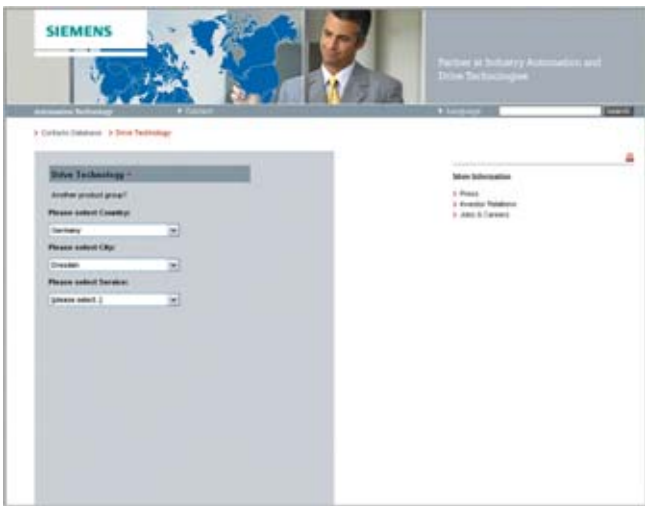 SIEMENS
Partner at Industry Automation and
Drive Technologies
Automation Technology
Contact
Language
Search
Contacts Database
Drive Technology
Drive Technology
Another product group?
Please select Country:
Germany
Please select City:
Dresden
Please select Service:
[please select..]
More Information
Press
Investor Relations
Jobs & Careers